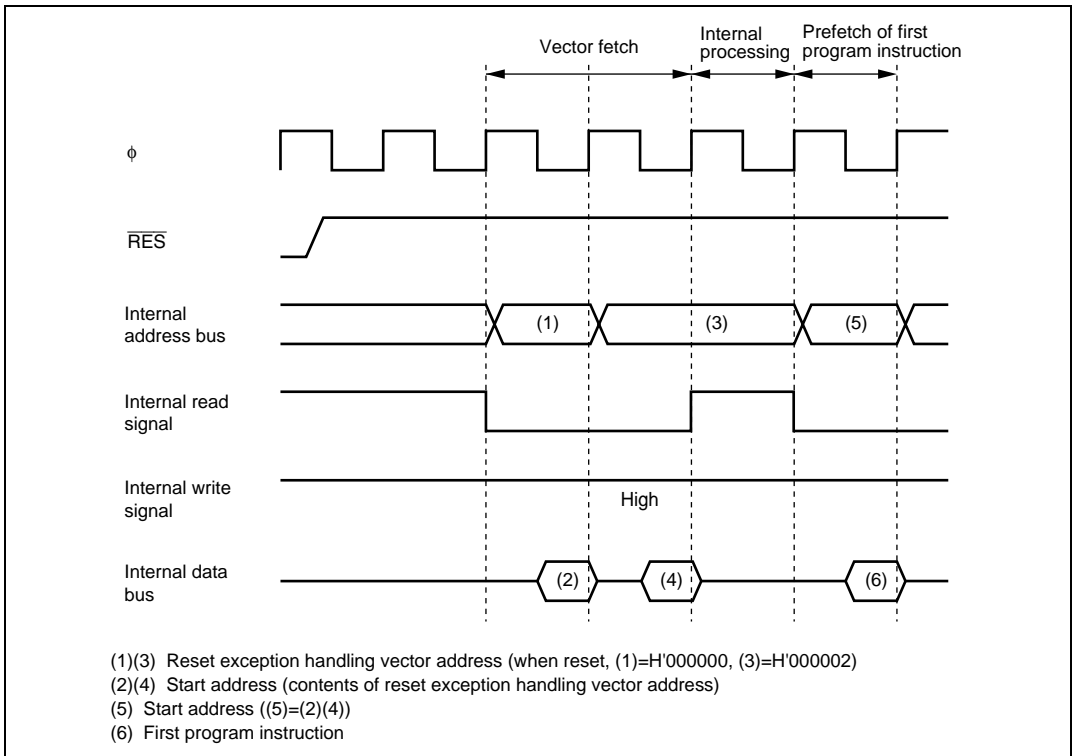 Vector fetch
Internal
processing
Prefetch of first
program instruction
ϕ
RES
Internal
address bus
(1)
(3)
(5)
Internal read
signal
Internal write
signal
High
Internal data
bus
(2)
(4)
(6)
(1)(3) Reset exception handling vector address (when reset, (1)=H'000000, (3)=H'000002)
(2)(4) Start address (contents of reset exception handling vector address)
(5) Start address ((5)=(2)(4))
(6) First program instruction